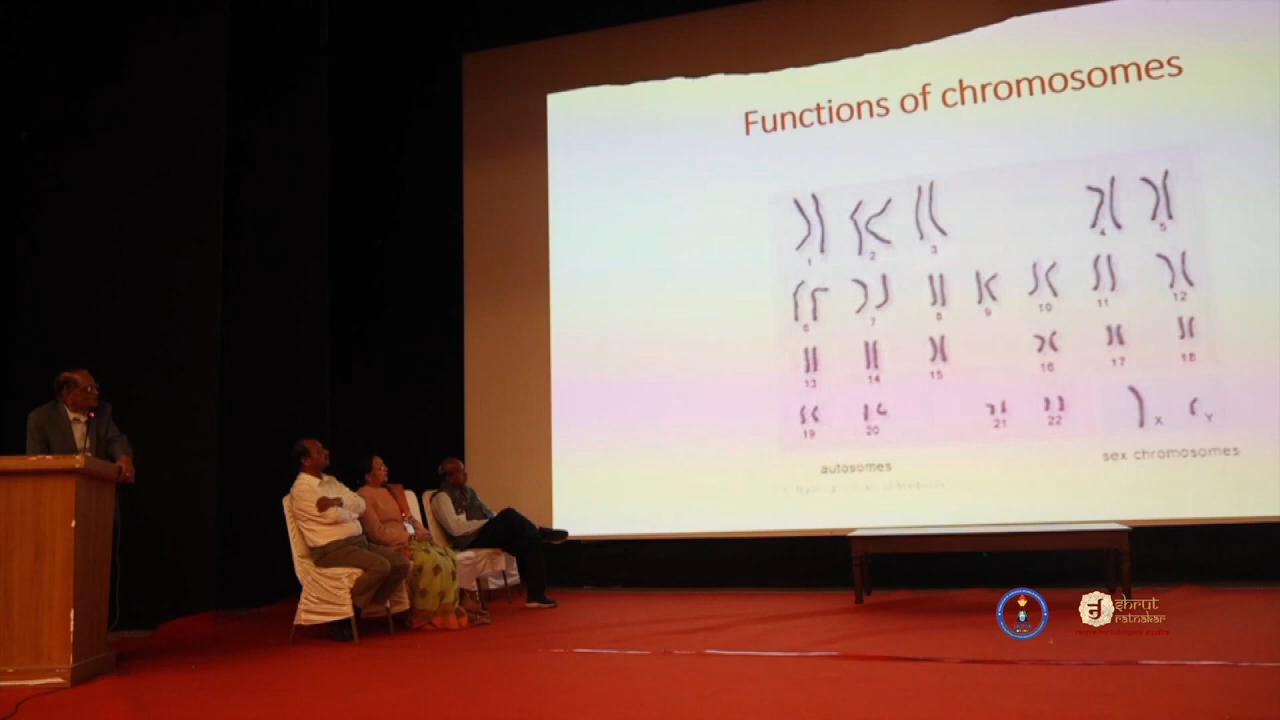 Functions of chromosomes
1 2 3 4 5
6 7 8 9 10 11 12
13 14 15 16 17 18
19 20 21 22 X Y
autosomes
sex chromosomes
shrut
ratnakar